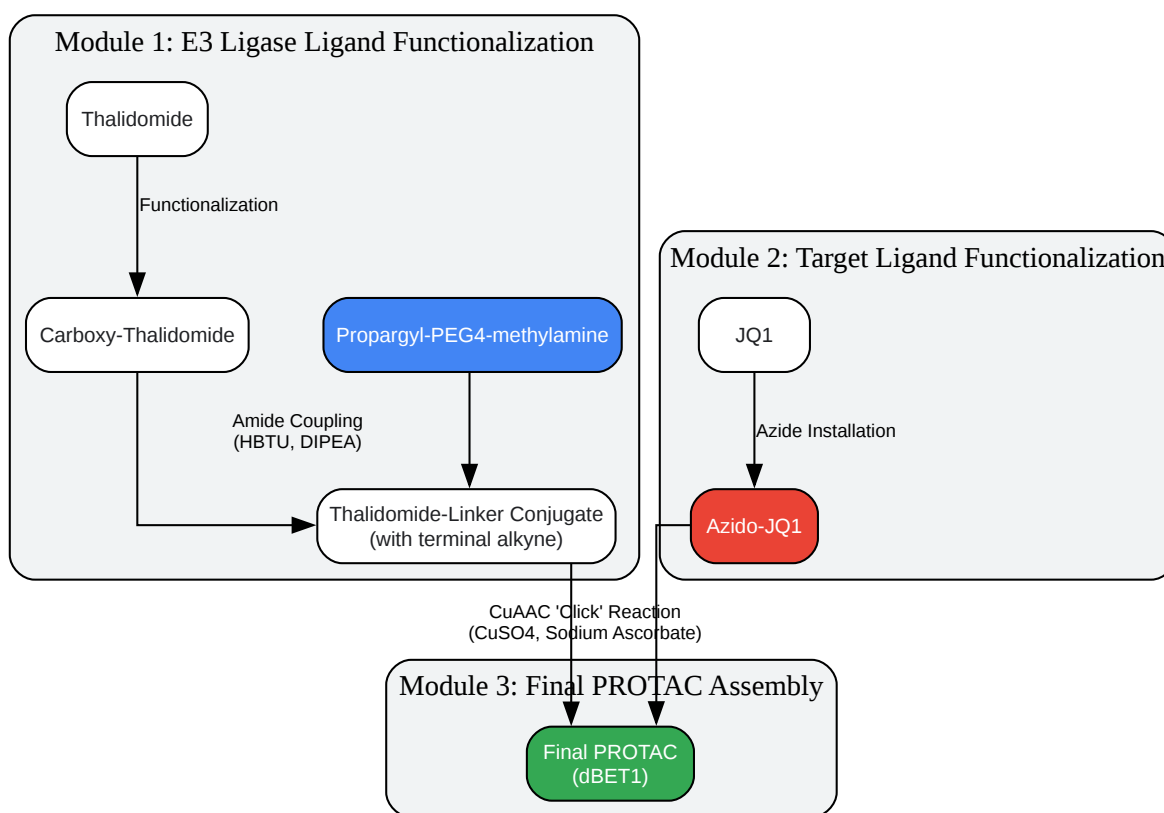 Module 1: E3 Ligase Ligand Functionalization
Thalidomide
Functionalization
Carboxy-Thalidomide
Propargyl-PEG4-methylamine
Amide Coupling
(HBTU, DIPEA)
Thalidomide-Linker Conjugate
(with terminal alkyne)
Module 2: Target Ligand Functionalization
JQ1
Azide Installation
Azido-JQ1
CuAAC 'Click' Reaction
(CuSO4, Sodium Ascorbate)
Module 3: Final PROTAC Assembly
Final PROTAC
(dBET1)